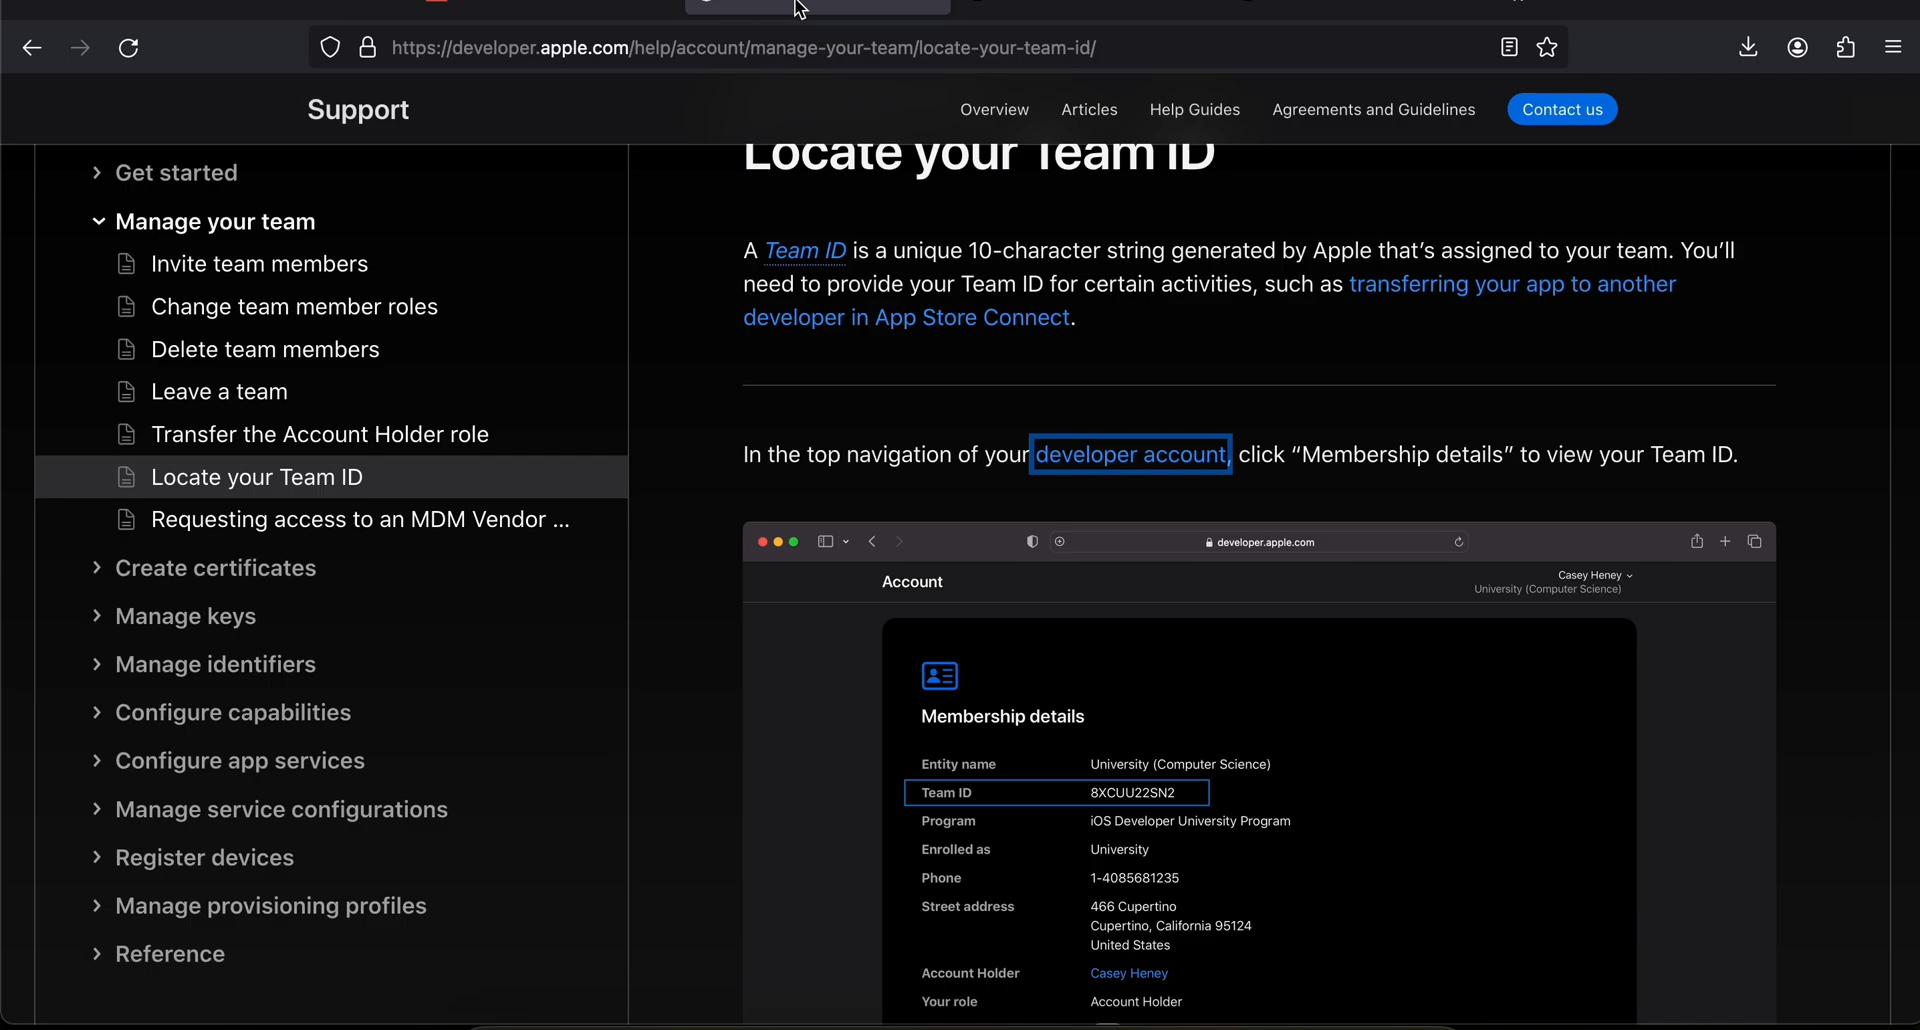 https://developer.apple.com/help/account/manage-your-team/locate-your-team-id/
Support
Overview
Articles
Help Guides
Agreements and Guidelines
Contact us
Get started
Manage your team
Invite team members
Change team member roles
Delete team members
Leave a team
Transfer the Account Holder role
Locate your Team ID
Requesting access to an MDM Vendor ...
Create certificates
Manage keys
Manage identifiers
Configure capabilities
Configure app services
Manage service configurations
Register devices
Manage provisioning profiles
Reference
Locate your Team ID
A Team ID is a unique 10-character string generated by Apple that’s assigned to your team. You’ll
need to provide your Team ID for certain activities, such as transferring your app to another
developer in App Store Connect.
In the top navigation of your developer account, click “Membership details” to view your Team ID.
developer.apple.com
Account
Casey Heney
University (Computer Science)
Membership details
Entity name University (Computer Science)
Team ID 8XCUU22SN2
Program iOS Developer University Program
Enrolled as University
Phone 1-4085681235
Street address 466 Cupertino
Cupertino, California 95124
United States
Account Holder Casey Heney
Your role Account Holder